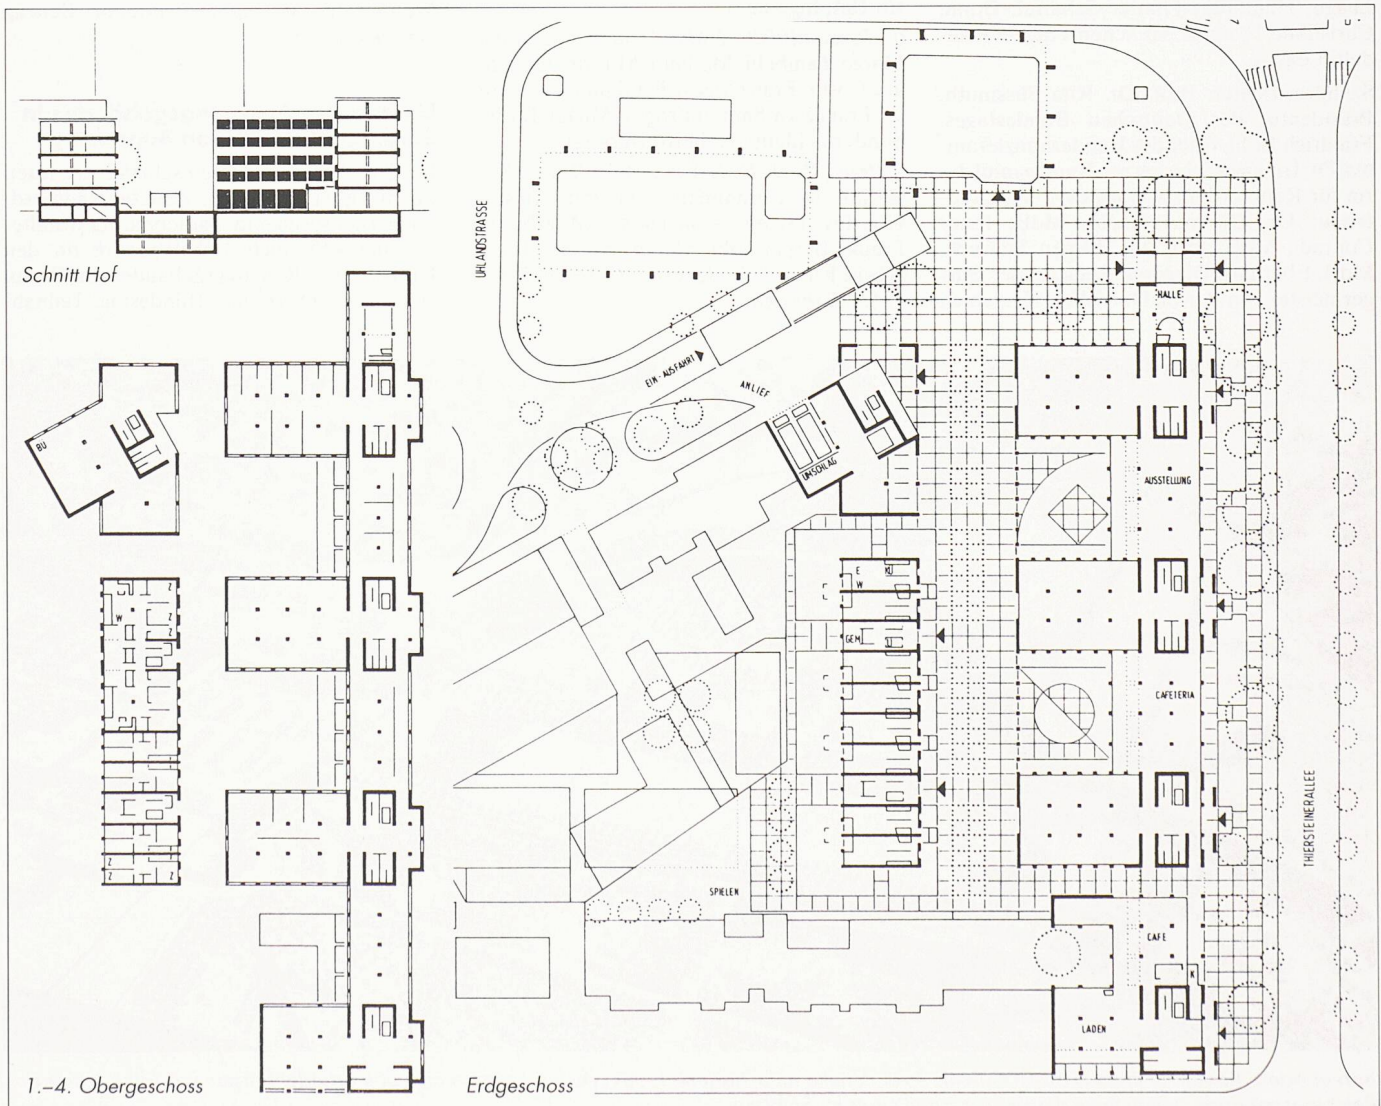 Schnitt Hof
UHLANDSTRASSE
HALLE
EIN-AUSFAHRT
ANLIEF
BU
UMSCHLAG
AUSSTELLUNG
E
W
W
Z
Z
Z
GEM
CAFETERIA
THIERSTEINERALLEE
Z
Z
Z
Z
SPIELEN
CAFE
K
LADEN
1.–4. Obergeschoss
Erdgeschoss